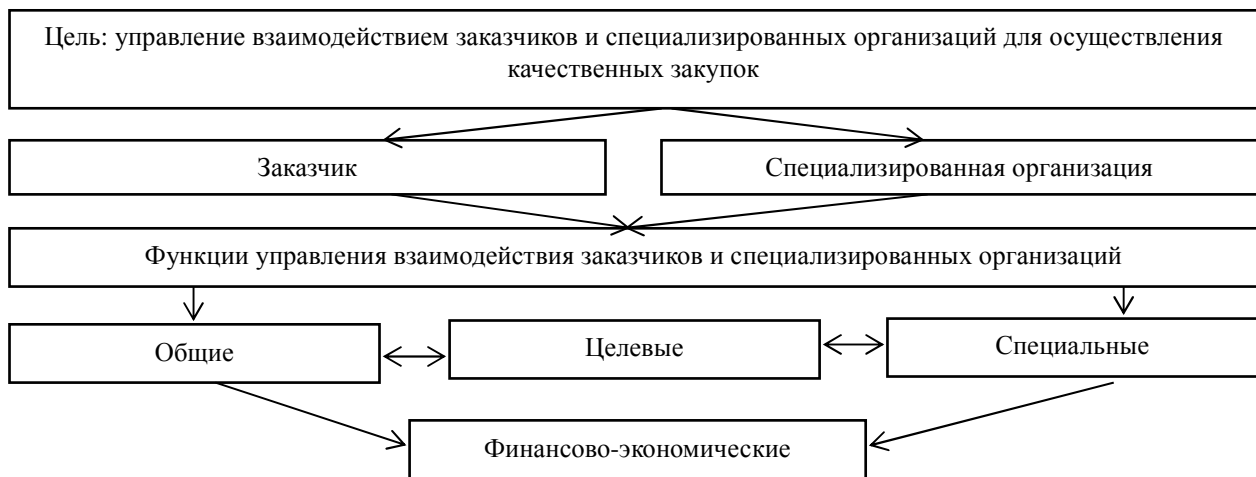 Цель: управление взаимодействием заказчиков и специализированных организаций для осуществления
качественных закупок
Заказчик
Специализированная организация
Функции управления взаимодействия заказчиков и специализированных организаций
Общие
Целевые
Специальные
Финансово-экономические